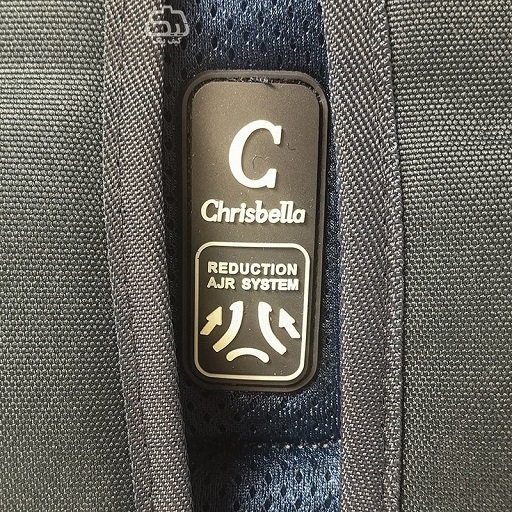 C
Chrisbella
REDUCTION
AJR SYSTEM